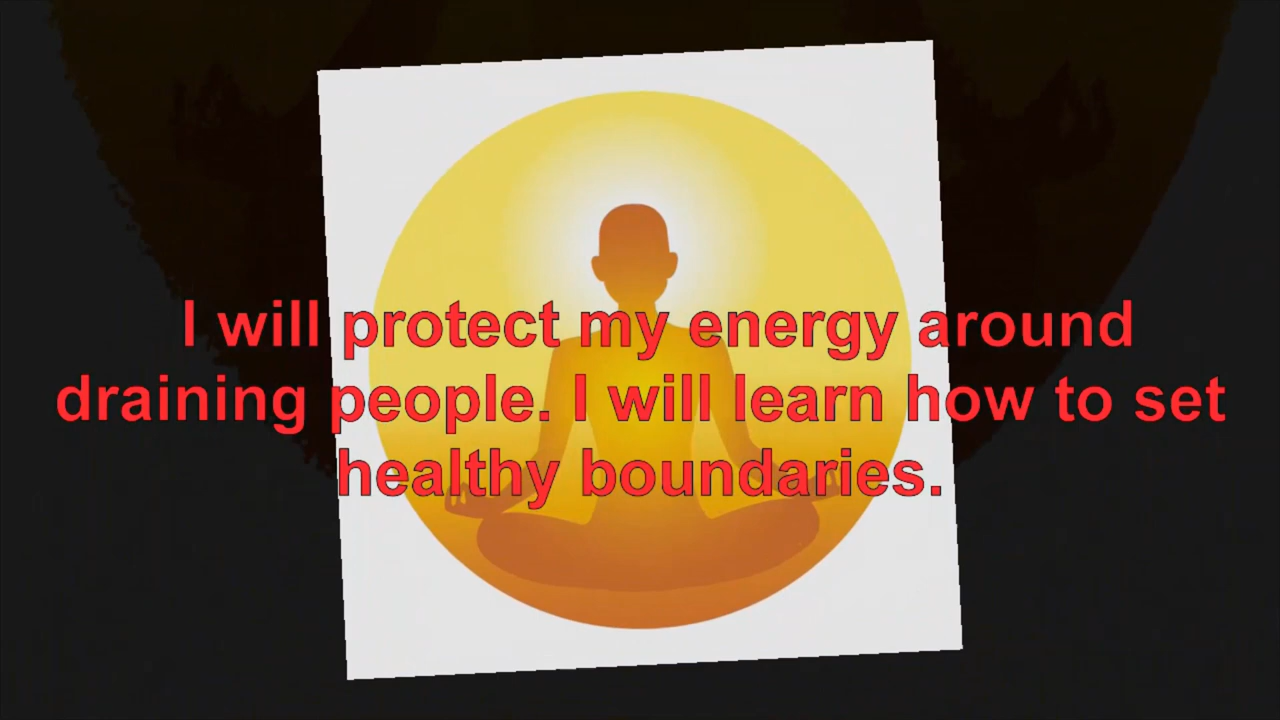 I will protect my energy around
draining people. I will learn how to set
healthy boundaries.